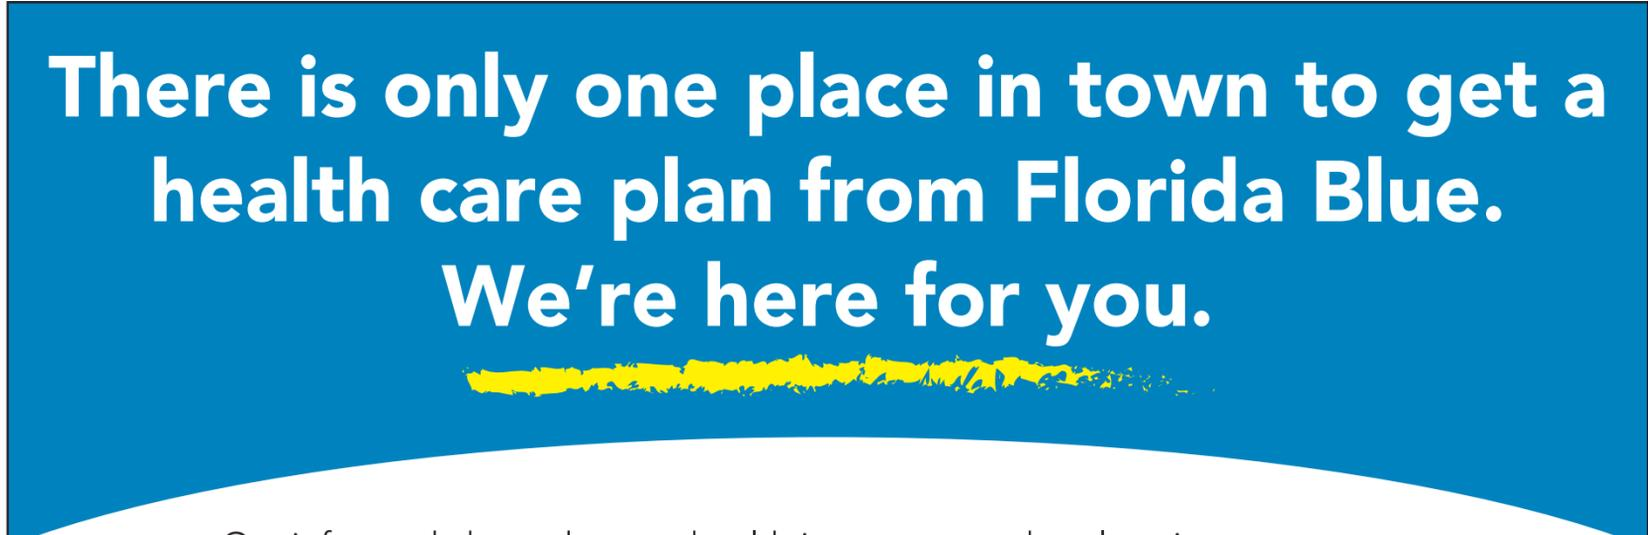 There is only one place in town to get a
health care plan from Florida Blue.
We’re here for you.